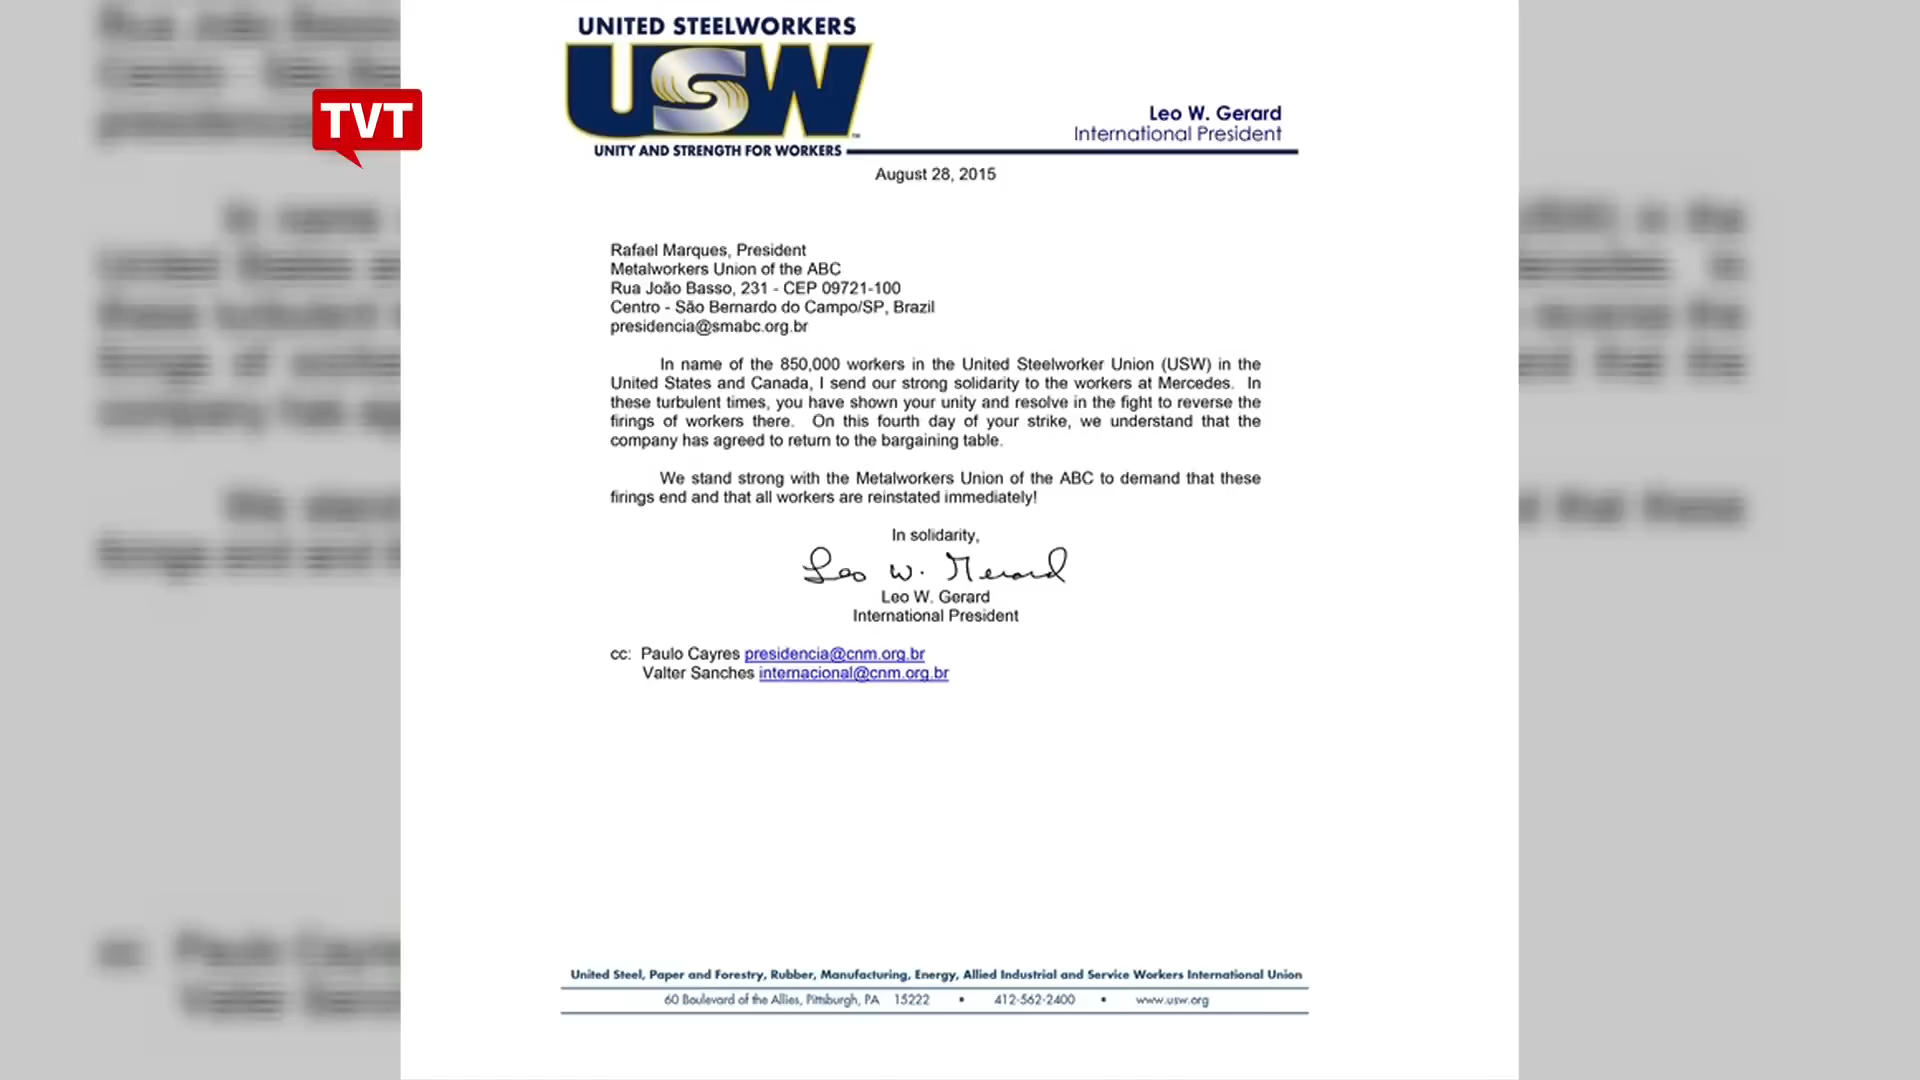 UNITED STEELWORKERS
USW
TVT
Leo W. Gerard
International President
UNITY AND STRENGTH FOR WORKERS
August 28, 2015
Rafael Marques, President
Metalworkers Union of the ABC
Rua João Basso, 231 - CEP 09721-100
Centro - São Bernardo do Campo/SP, Brazil
presidencia@smabc.org.br
In name of the 850,000 workers in the United Steelworker Union (USW) in the
United States and Canada, I send our strong solidarity to the workers at Mercedes. In
these turbulent times, you have shown your unity and resolve in the fight to reverse the
firings of workers there. On this fourth day of your strike, we understand that the
company has agreed to return to the bargaining table.
We stand strong with the Metalworkers Union of the ABC to demand that these
firings end and that all workers are reinstated immediately!
In solidarity,
Leo W. Gerard
Leo W. Gerard
International President
cc: Paulo Cayres presidencia@cnm.org.br
Valter Sanches internacional@cnm.org.br
United Steel, Paper and Forestry, Rubber, Manufacturing, Energy, Allied Industrial and Service Workers International Union
60 Boulevard of the Allies, Pittsburgh, PA 15222 • 412-562-2400 • www.usw.org